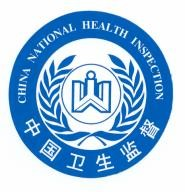 CHINA NATIONAL HEALTH INSPECTION
中国卫生监督